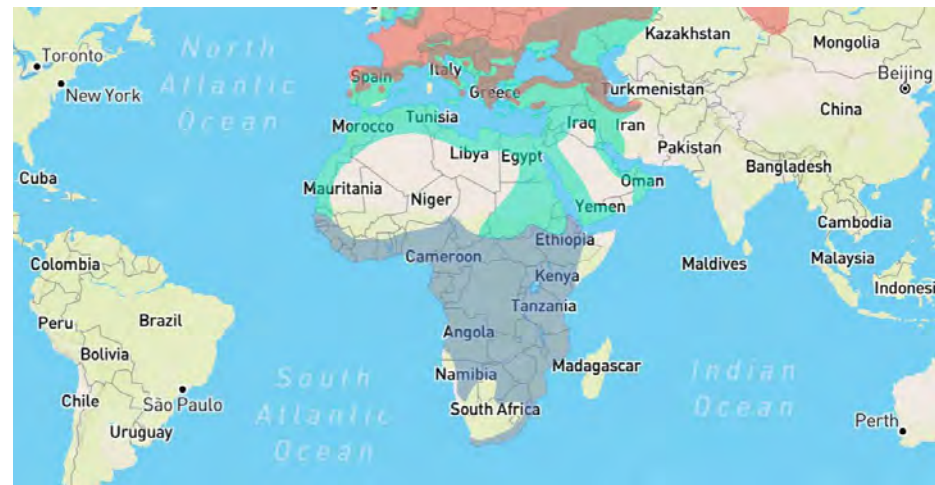 Kazakhstan
Mongolia
North
Atlantic
Ocean
Toronto
New York
Spain
Italy
Greece
Turkmenistan
Beijing
China
Morocco
Tunisia
Iraq
Iran
Pakistan
Libya
Egypt
Bangladesh
Cuba
Mauritania
Niger
Oman
Yemen
Cambodia
Ethiopia
Colombia
Cameroon
Maldives
Malaysia
Kenya
Indonesi
Tanzania
Peru
Brazil
Angola
Bolivia
Madagascar
Namibia
South
Atlantic
Ocean
Indian
Ocean
Chile
São Paulo
South Africa
Uruguay
Perth